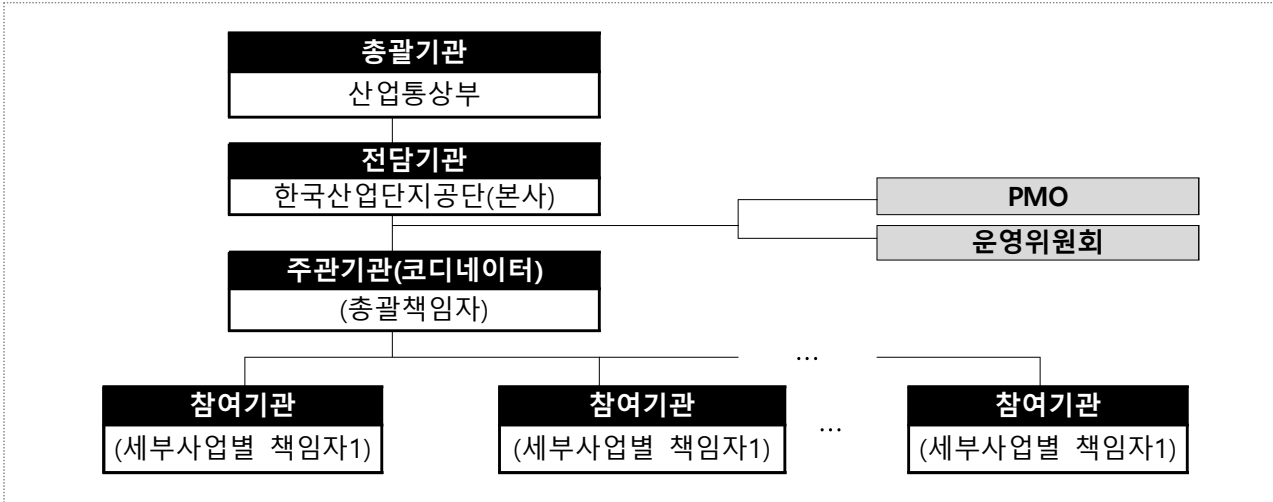 총괄기관
산업통상부
전담기관
한국산업단지공단(본사)
PMO
운영위원회
주관기관(코디네이터)
(총괄책임자)
…
참여기관
(세부사업별 책임자1)
참여기관
(세부사업별 책임자1)
…
참여기관
(세부사업별 책임자1)